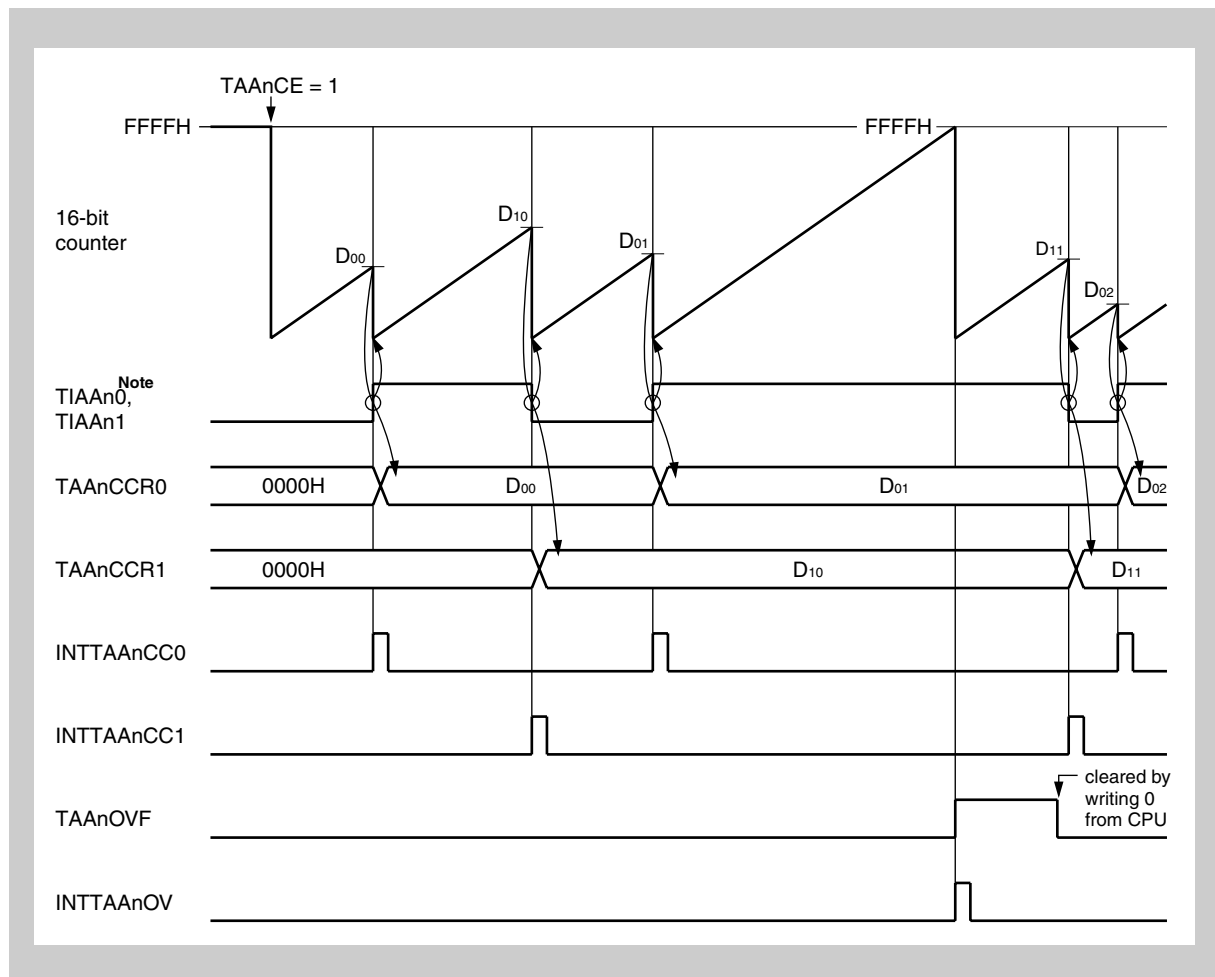 TAAnCE = 1
FFFFH
FFFFH
16-bit
counter
D00
D10
D01
D11
D02
TIAAn0, Note
TIAAn1
TAAnCCR0
0000H
D00
D01
D02
TAAnCCR1
0000H
D10
D11
INTTAAnCC0
INTTAAnCC1
TAAnOVF
cleared by
writing 0
from CPU
INTTAAnOV